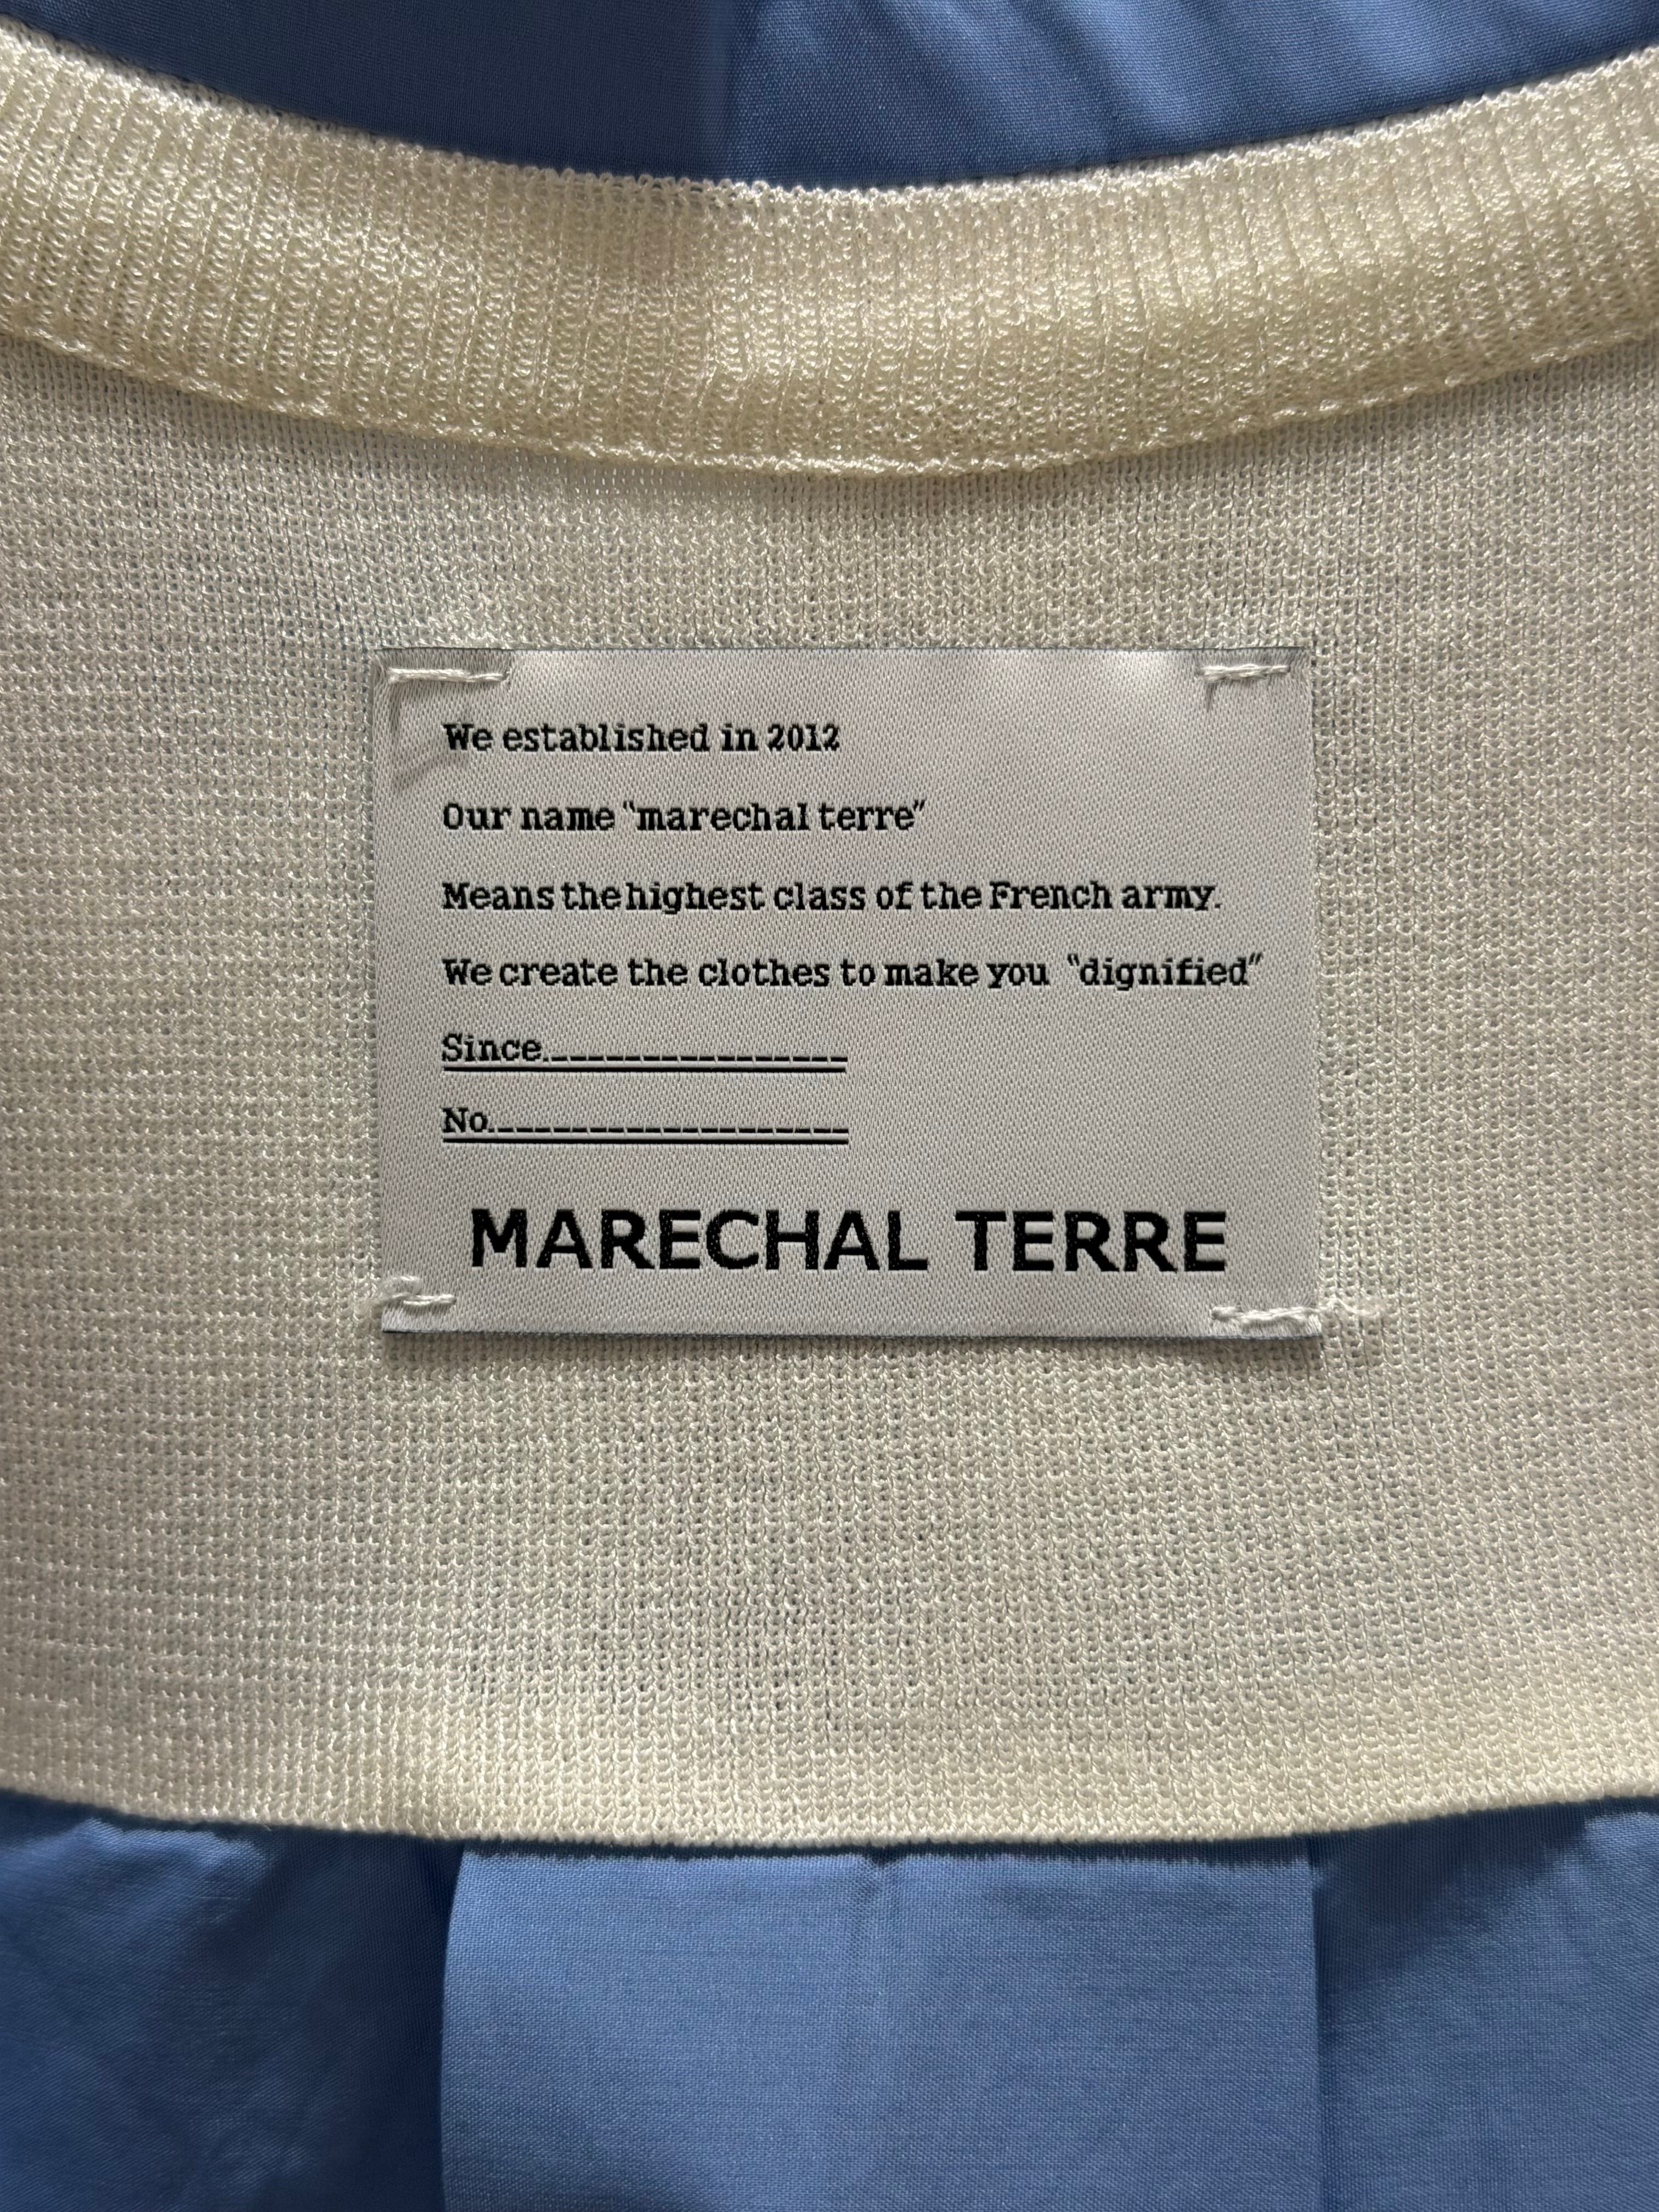 We established in 2012
Our name "marechal terre"
Means the highest class of the French army.
We create the clothes to make you "dignified"
Since
No.
MARECHAL TERRE